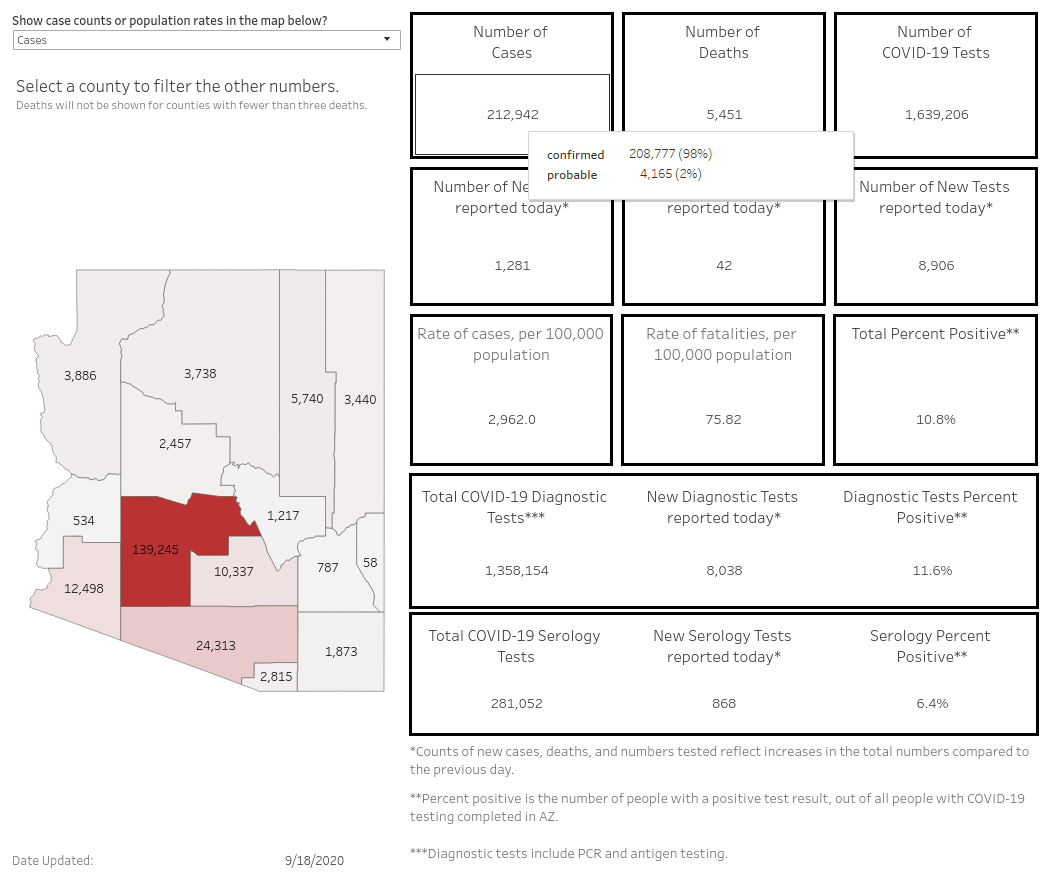 Show case counts or population rates in the map below?
Cases
Select a county to filter the other numbers.
Deaths will not be shown for counties with fewer than three deaths.
3,886
3,738
5,740
3,440
2,457
534
1,217
139,245
10,337
787
58
12,498
24,313
1,873
2,815
Date Updated:
9/18/2020
Number of
Cases
212,942
Number of
Deaths
5,451
Number of
COVID-19 Tests
1,639,206
confirmed 208,777 (98%)
probable 4,165 (2%)
Number of
reported today*
1,281
reported today*
42
Number of New Tests
reported today*
8,906
Rate of cases, per 100,000
population
2,962.0
Rate of fatalities, per
100,000 population
75.82
Total Percent Positive**
10.8%
Total COVID-19 Diagnostic
Tests***
1,358,154
New Diagnostic Tests
reported today*
8,038
Diagnostic Tests Percent
Positive**
11.6%
Total COVID-19 Serology
Tests
281,052
New Serology Tests
reported today*
868
Serology Percent
Positive**
6.4%
*Counts of new cases, deaths, and numbers tested reflect increases in the total numbers compared to
the previous day.
**Percent positive is the number of people with a positive test result, out of all people with COVID-19
testing completed in AZ.
***Diagnostic tests include PCR and antigen testing.